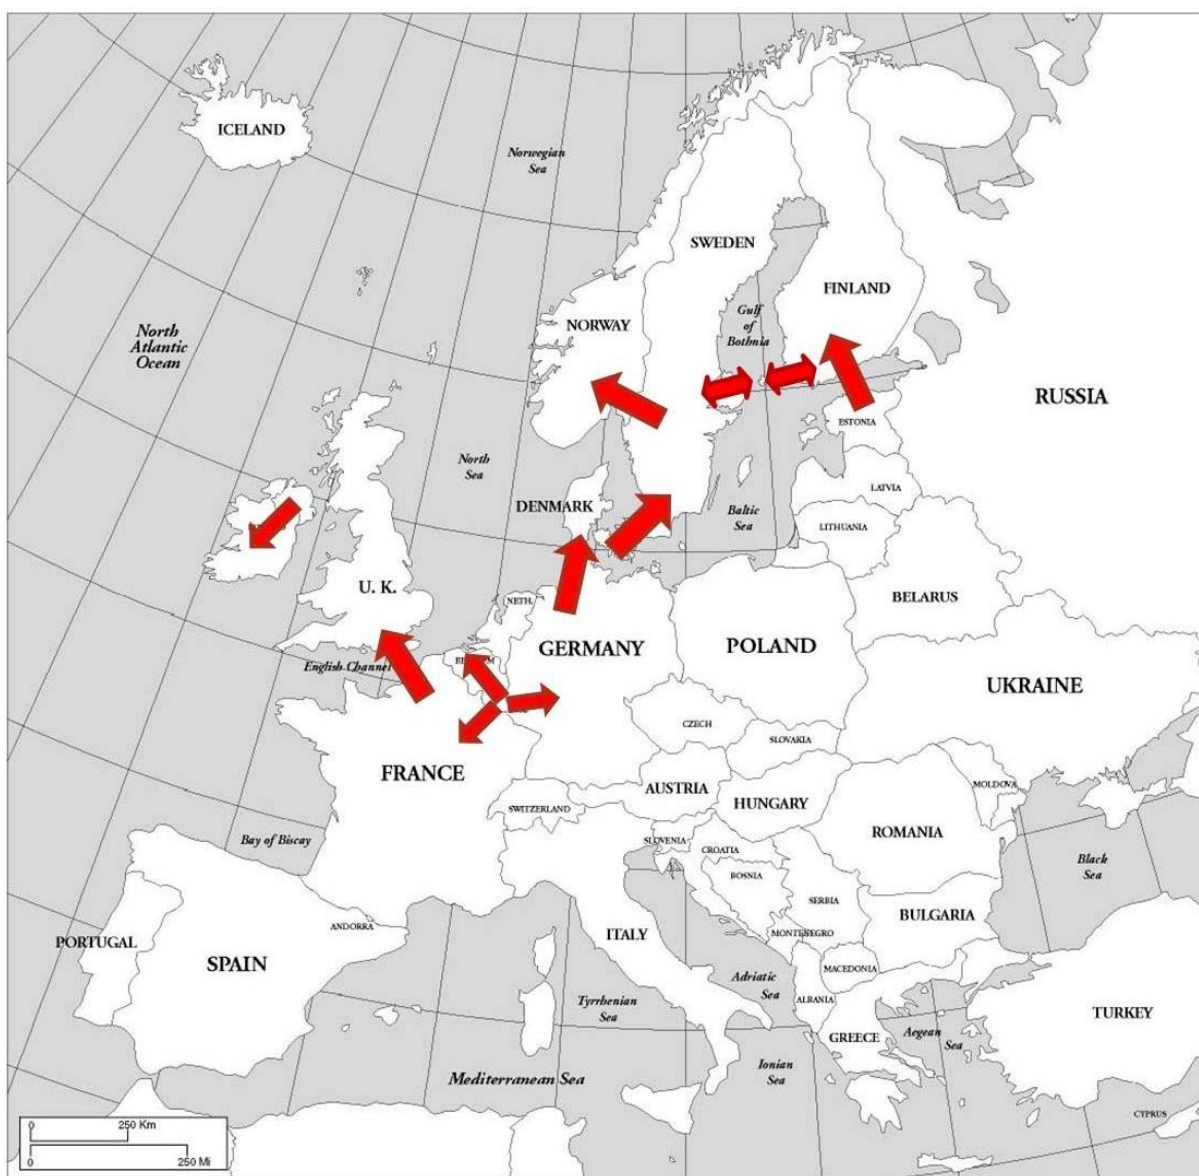 ICELAND
Norwegian
Sea
SWEDEN
FINLAND
NORWAY
Gulf
of
Bothnia
North
Atlantic
Ocean
RUSSIA
ESTONIA
North
Sea
LATVIA
DENMARK
Baltic
Sea
LITHUANIA
U. K.
NETH.
BELARUS
GERMANY
POLAND
English Channel
UKRAINE
CZECH
SLOVAKIA
FRANCE
AUSTRIA
MOLDOVA
HUNGARY
SWITZERLAND
ROMANIA
Bay of Biscay
SLOVENIA
CROATIA
Black
Sea
BOSNIA
SERBIA
BULGARIA
ANDORRA
PORTUGAL
ITALY
MONTENEGRO
SPAIN
MACEDONIA
Adriatic
Sea
Tyrrhenian
Sea
ALBANIA
TURKEY
GREECE
Aegean
Sea
Ionian
Sea
Mediterranean Sea
CYPRUS
0 250 Km
0 250 Mi